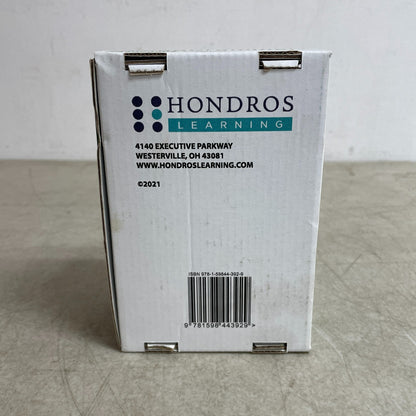 HONDROS
LEARNING
4140 EXECUTIVE PARKWAY
WESTERVILLE, OH 43081
WWW.HONDROSLEARNING.COM
©2021
ISBN 978-1-59844-392-9
9 781598 443929 >